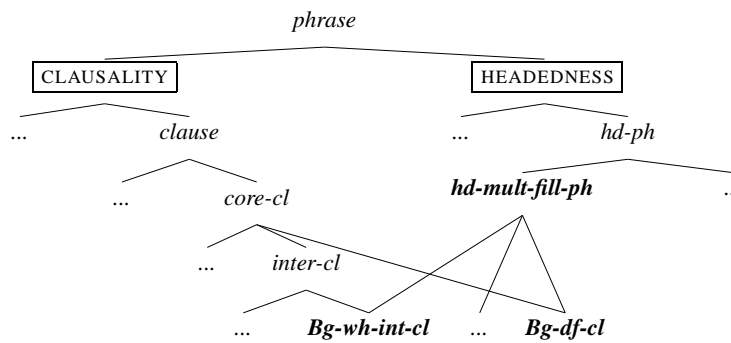 phrase
CLAUSALITY HEADEDNESS
... clause ... hd-ph
... core-cl hd-mult-fill-ph ...
... inter-cl
... Bg-wh-int-cl ... Bg-df-cl